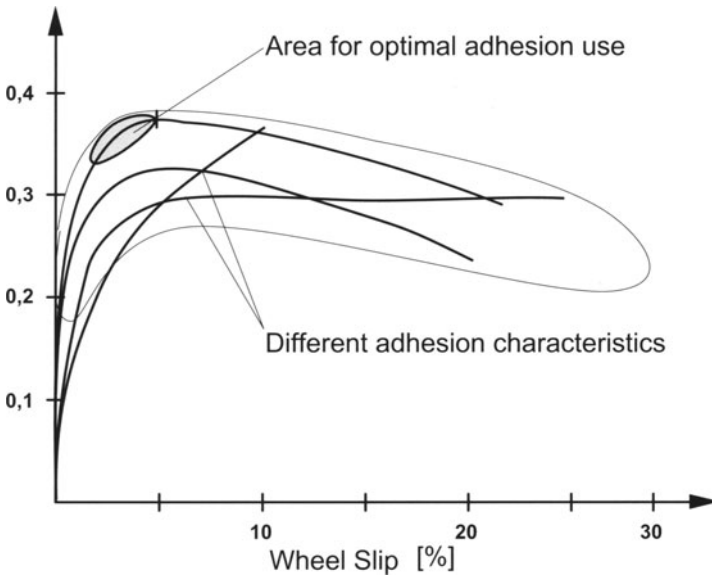 Area for optimal adhesion use
0,4
0,3
0,2
Different adhesion characteristics
0,1
10
20
30
Wheel Slip [%]